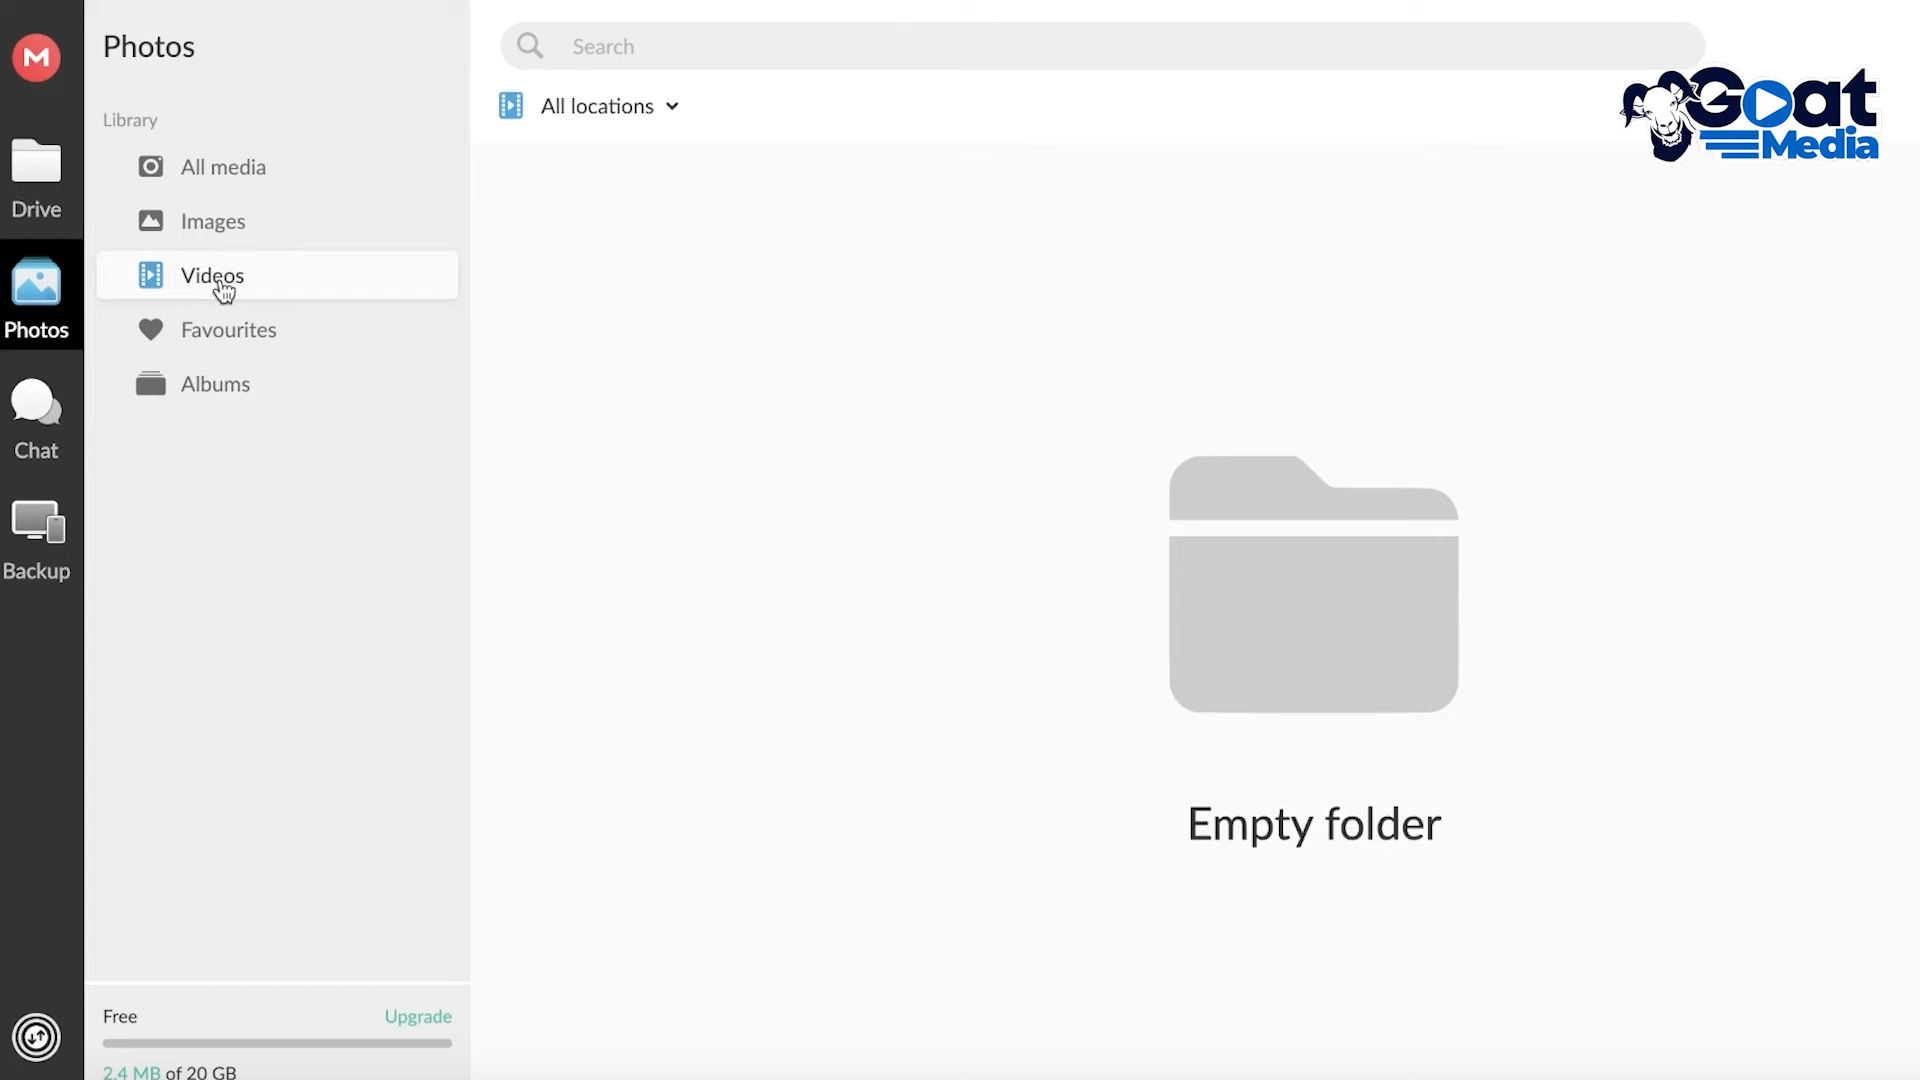 M
Photos
Search
Goat
Media
All locations
Library
All media
Images
Videos
Favourites
Albums
Drive
Photos
Chat
Backup
Empty folder
Free
Upgrade
2.4 MB of 20 GB